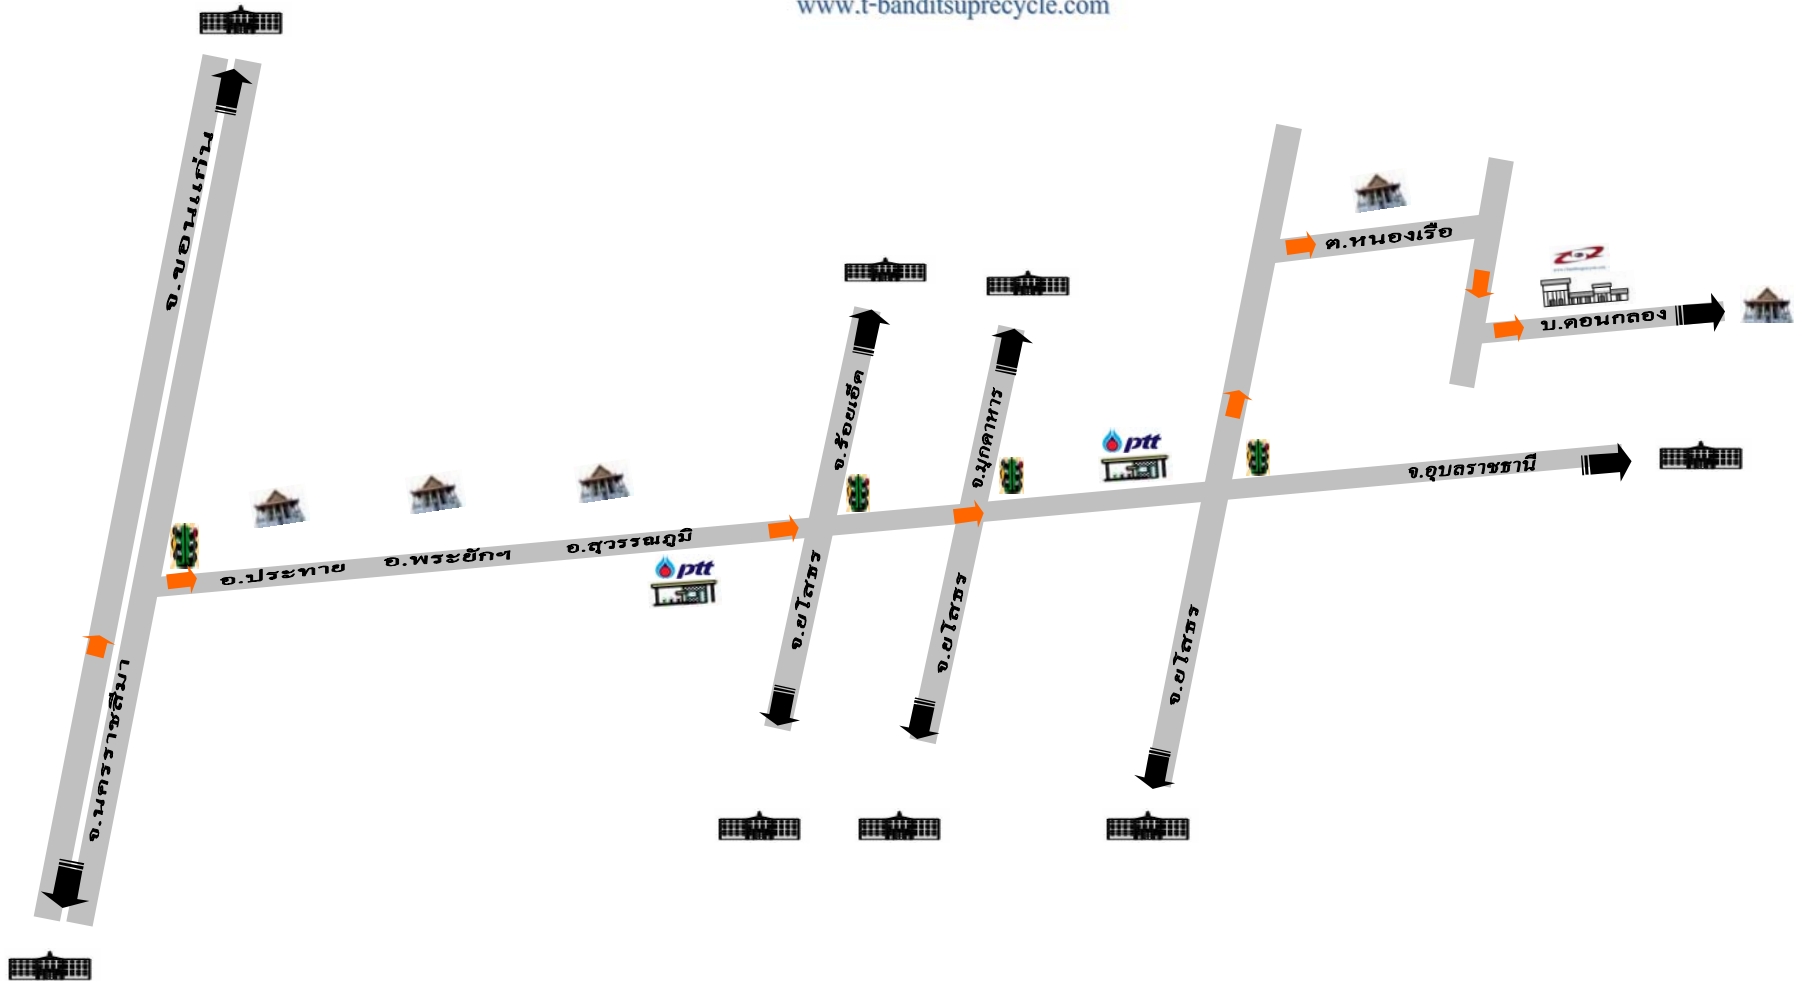 www.t-banditsuprecycle.com
จ.ขอนแก่น
ต.หนองเรือ
บ.ดอนกลอง
จ.ร้อยเอ็ด
จ.มุกดาหาร
ptt
จ.อุบลราชธานี
อ.ประทาย
อ.พระยักฯ
อ.สุวรรณภูมิ
ptt
จ.ยโสธร
จ.ยโสธร
จ.ยโสธร
จ.นครราชสีมา